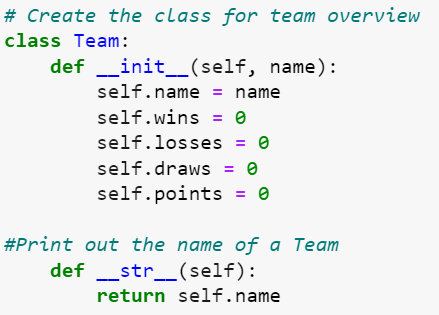 # Create the class for team overview
class Team:
    def __init__(self, name):
        self.name = name
        self.wins = 0
        self.losses = 0
        self.draws = 0
        self.points = 0
#Print out the name of a Team
    def __str__(self):
        return self.name